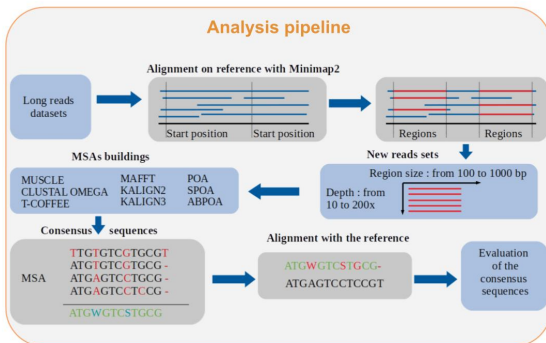 Analysis pipeline
Alignment on reference with Minimap2
Long reads
datasets
Start position
Start position
Regions
Regions
MSAs building
New reads sets
MUSCLE
CLUSTAL OMEGA
T-COFFEE
MAFFT
KALIGN2
KALIGN3
POA
SPOA
ABPOA
Region size : from 100 to 1000 bp
Depth : from
10 to 200x
Consensus sequences
MSA
TTGTGTCGTGCGT
ATGTGTCGTGCG -
ATGAGTCCTGCG -
ATGAGTCCTCCG -
ATGWGTCSTGCG
Alignment with the reference
ATGWGTCSTGCG-
ATGAGTCCTCCGT
Evaluation
of the
consensus
sequences